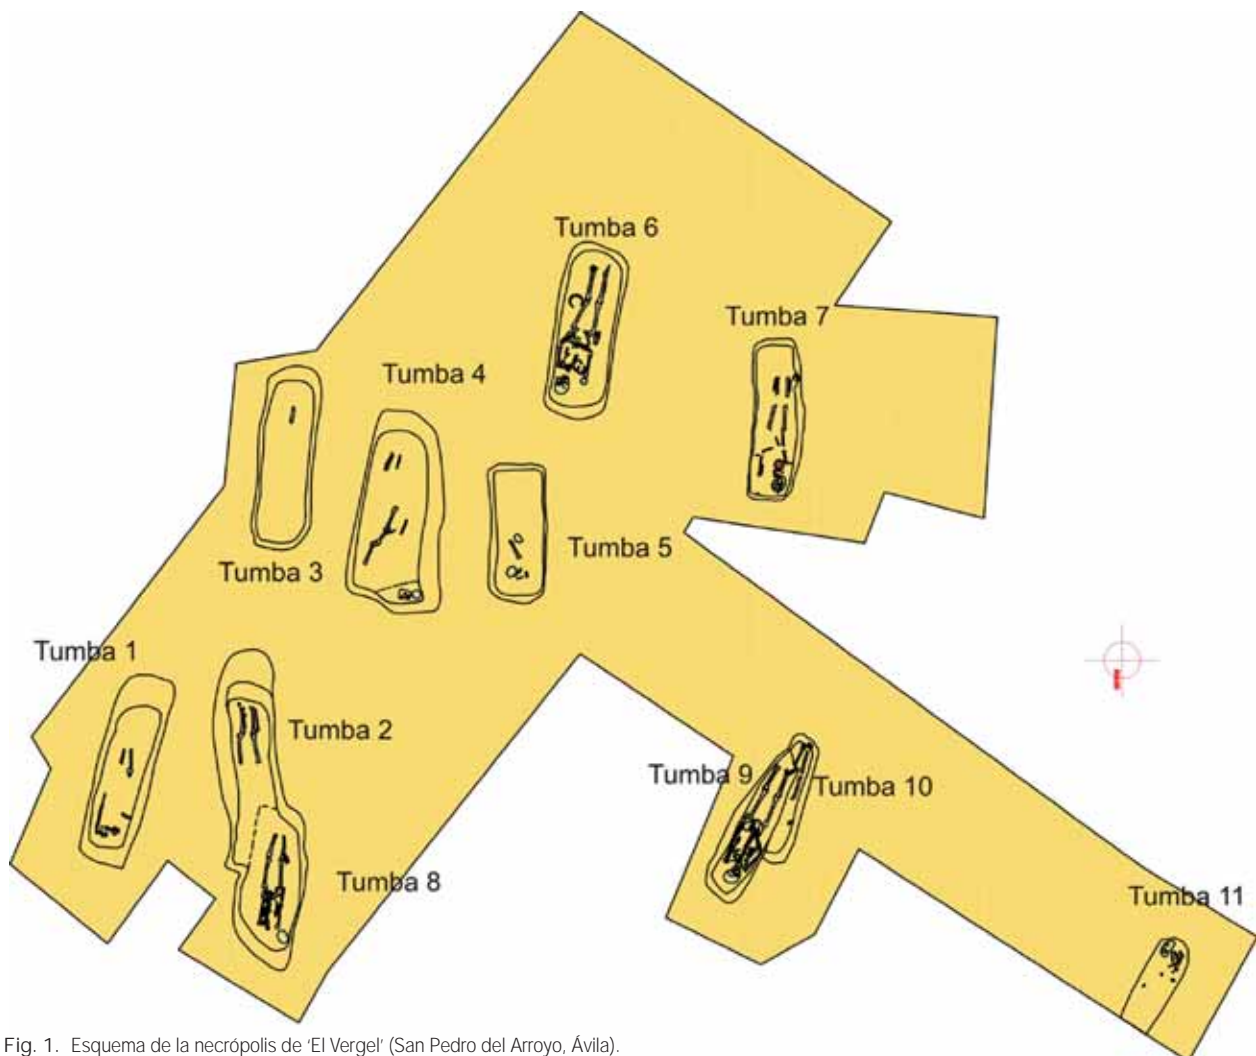 Tumba 6
Tumba 7
Tumba 4
Tumba 5
Tumba 3
Tumba 1
Tumba 2
Tumba 9
Tumba 10
Tumba 8
Tumba 11
Fig. 1. Esquema de la necrópolis de ‘El Vergel’ (San Pedro del Arroyo, Ávila).